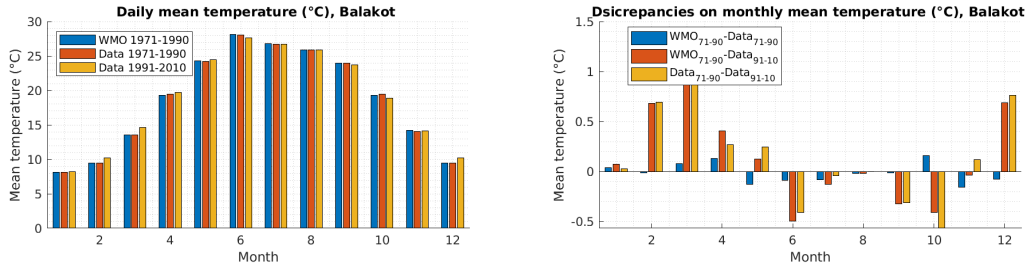 Daily mean temperature (°C), Balakot
30
25
20
15
10
5
0
Mean temperature (°C)
WMO 1971-1990
Data 1971-1990
Data 1991-2010
2
4
6
8
10
12
Month
Dsicrepancies on monthly mean temperature (°C), Balakot
1.5
1
0.5
0
-0.5
Mean temperature (°C)
WMO71-90-Data71-90
WMO71-90-Data91-10
Data71-90-Data91-10
2
4
6
8
10
12
Month